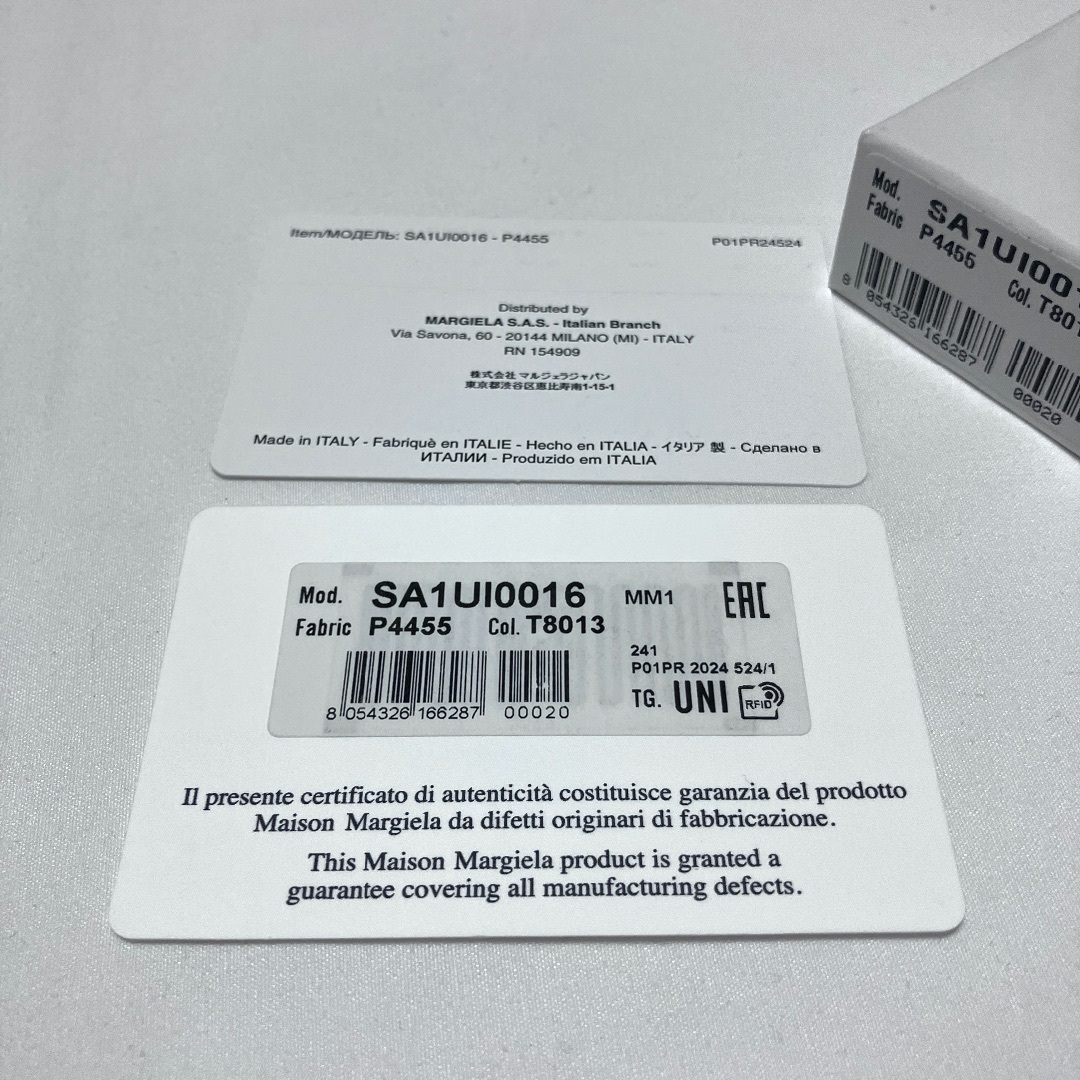 Item/МОДЕЛЬ: SA1UI0016 - P4455
P01PR24524
Distributed by
MARGIELA S.A.S. - Italian Branch
Via Savona, 60 - 20144 MILANO (MI) - ITALY
RN 154909
株式会社 マルジェラジャパン
東京都渋谷区恵比寿南1-15-1
Made in ITALY - Fabriquè en ITALIE - Hecho en ITALIA - イタリア 製 - Сделано в
ИТАЛИИ - Produzido em ITALIA
Mod. SA1UI001
Fabric P4455 Col. T801
8 054326 166287 00020
Mod. SA1UI0016 MM1 EAC
Fabric P4455 Col. T8013
241
P01PR 2024 524/1
TG. UNI RFID
8 054326 166287 00020
Il presente certificato di autenticità costituisce garanzia del prodotto
Maison Margiela da difetti originari di fabbricazione.
This Maison Margiela product is granted a
guarantee covering all manufacturing defects.